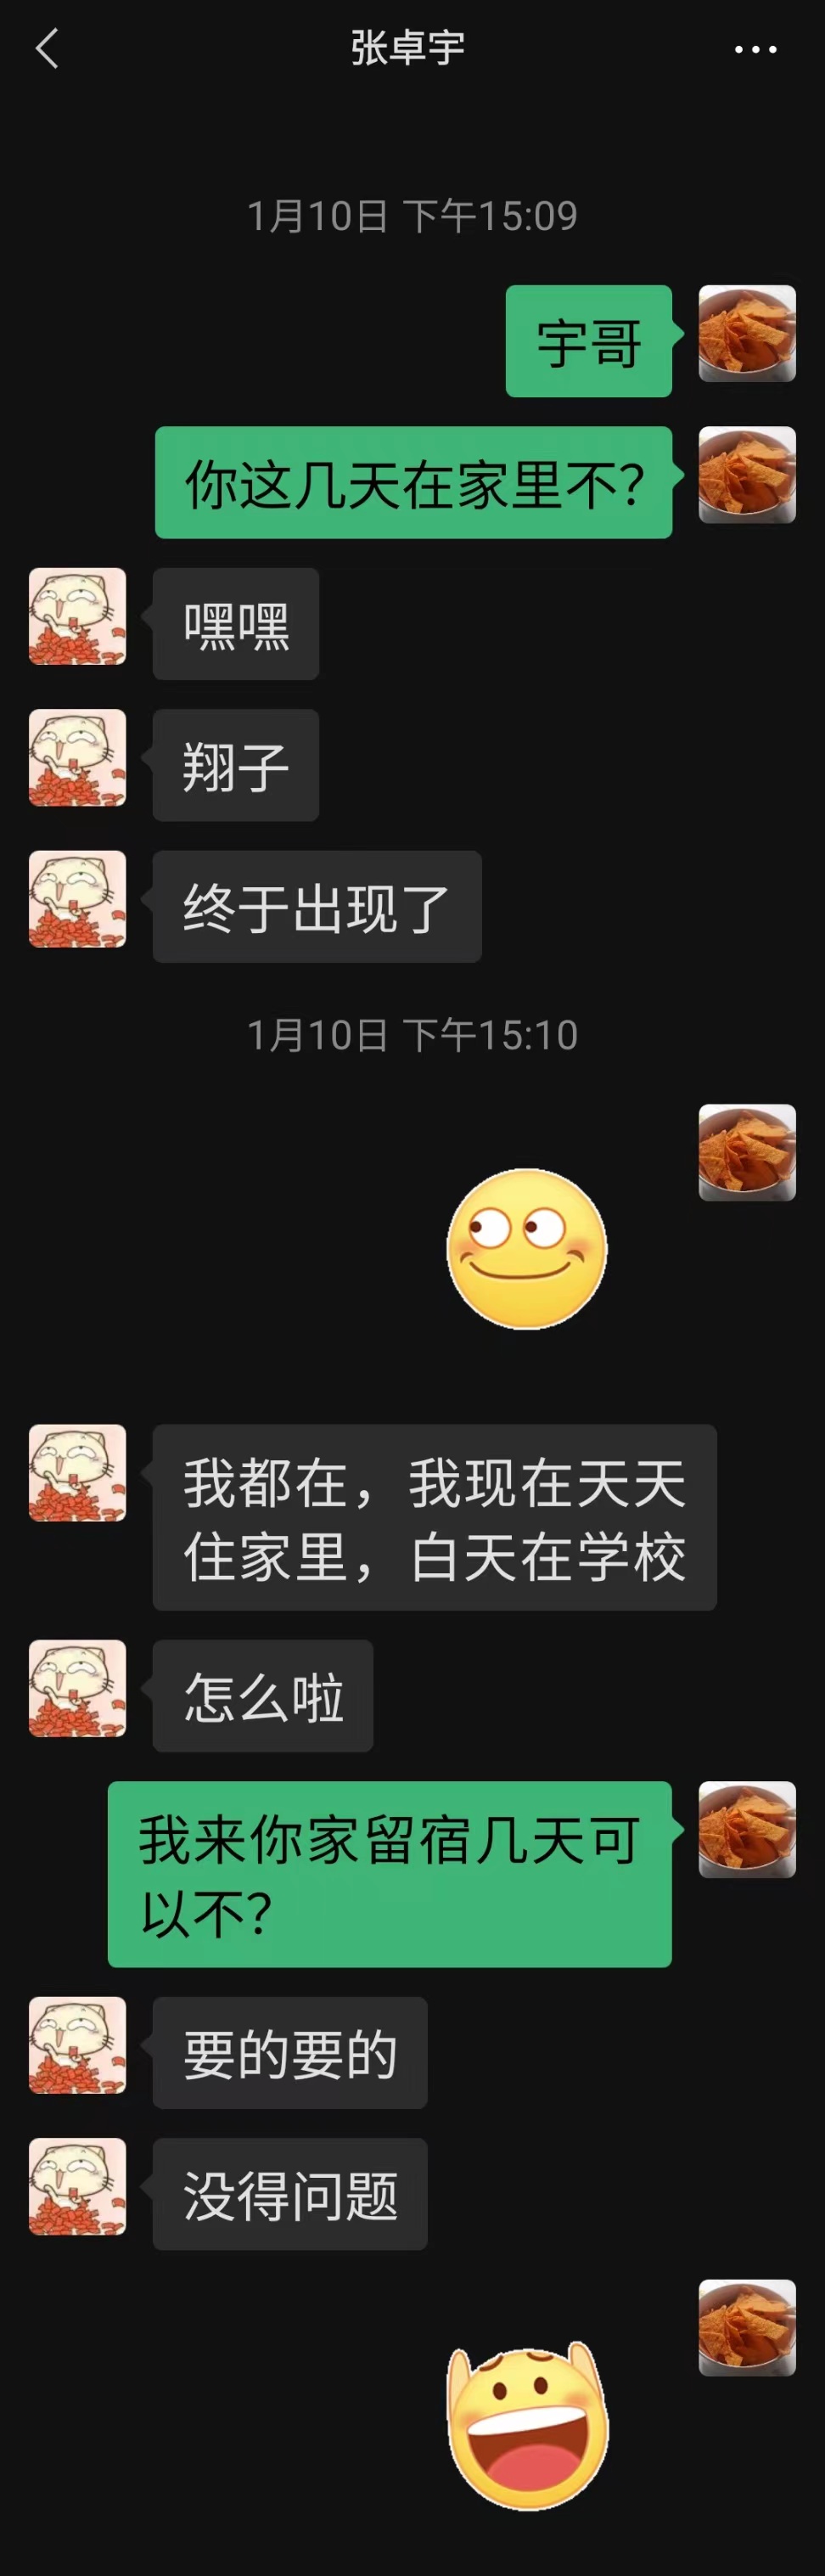 张卓宇
1月10日 下午15:09
宇哥
你这几天在家里不?
嘿嘿
翔子
终于出现了
1月10日 下午15:10
我都在，我现在天天
住家里，白天在学校
怎么啦
我来你家留宿几天可
以不?
要的要的
没得问题